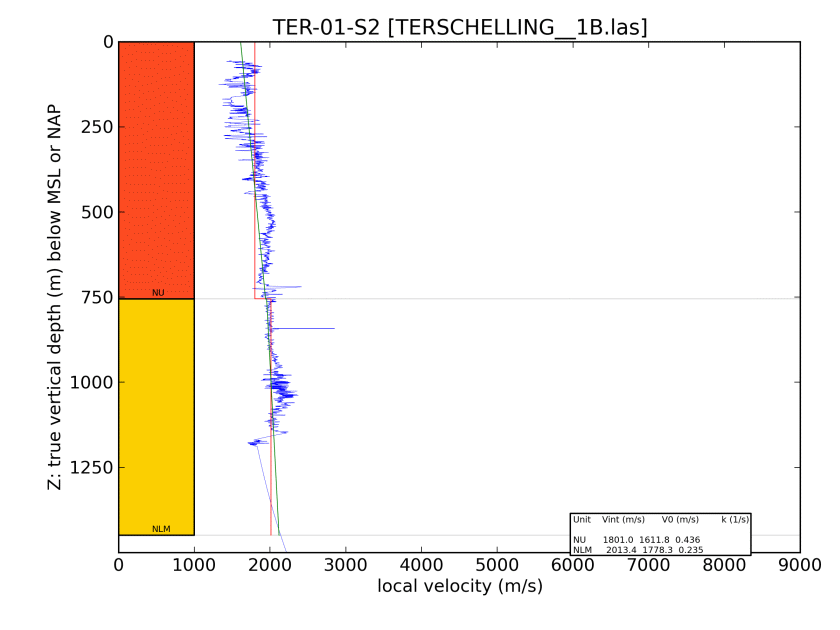 TER-01-S2 [TERSCHELLING__1B.las]
Z: true vertical depth (m) below MSL or NAP
0
250
500
750
1000
1250
NU
NLM
Unit Vint (m/s) V0 (m/s) k (1/s)
NU 1801.0 1611.8 0.436
NLM 2013.4 1778.3 0.235
0 1000 2000 3000 4000 5000 6000 7000 8000 9000
local velocity (m/s)